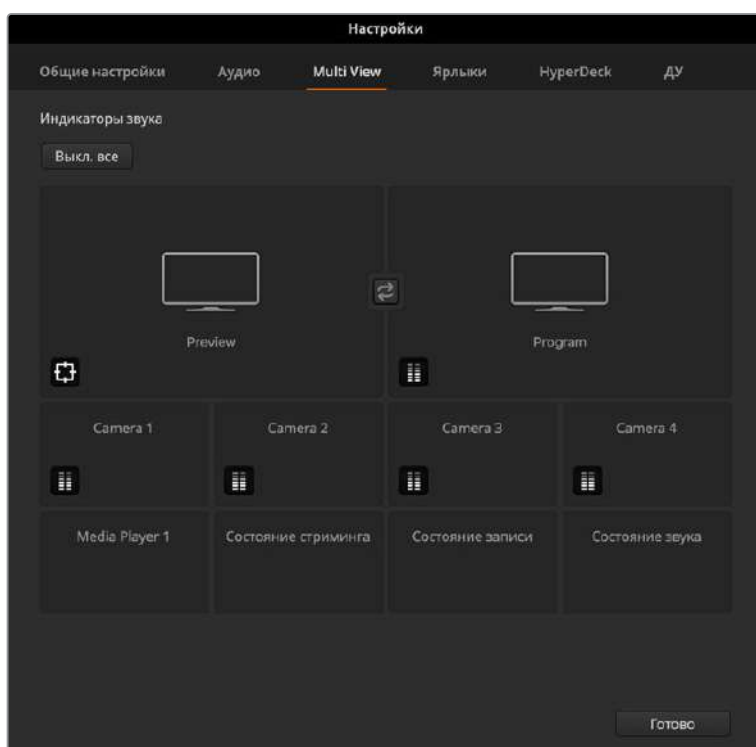 Настройки
Общие настройки Аудио Multi View Ярлыки HyperDeck ДУ
Индикаторы звука
Выкл. все
Preview Program
Camera 1 Camera 2 Camera 3 Camera 4
Media Player 1 Состояние стриминга Состояние записи Состояние звука
Готово